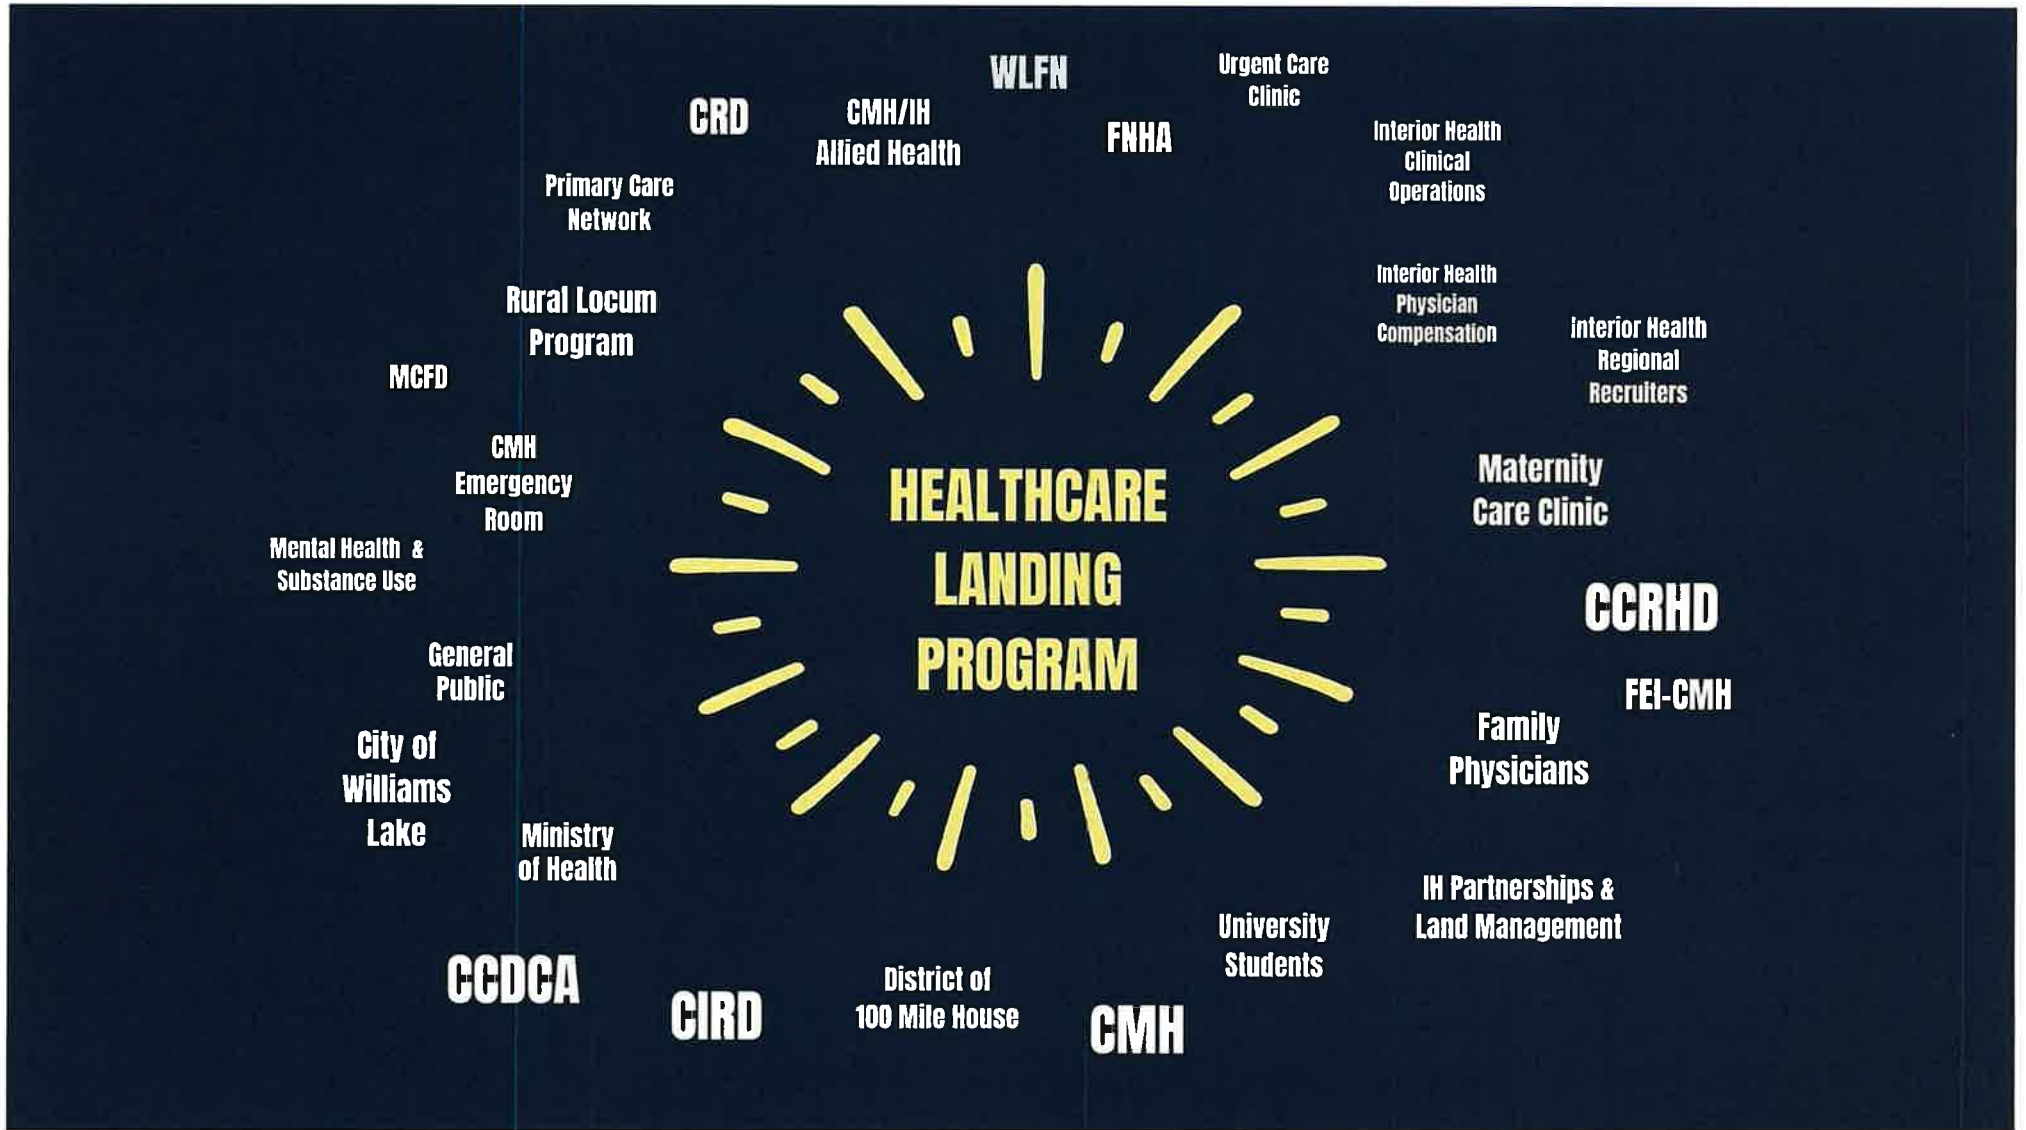 WLFN
Urgent Care
Clinic
CRD
CMH/IH
Allied Health
FNHA
Interior Health
Clinical
Operations
Primary Care
Network
Rural Locum
Program
Interior Health
Physician
Compensation
Interior Health
Regional
Recruiters
MCFD
CMH
Emergency
Room
Maternity
Care Clinic
HEALTHCARE
LANDING
PROGRAM
Mental Health &
Substance Use
CCRHD
General
Public
FEI-CMH
Family
Physicians
City of
Williams
Lake
Ministry
of Health
IH Partnerships &
Land Management
University
Students
CCDCA
CIRD
District of
100 Mile House
CMH